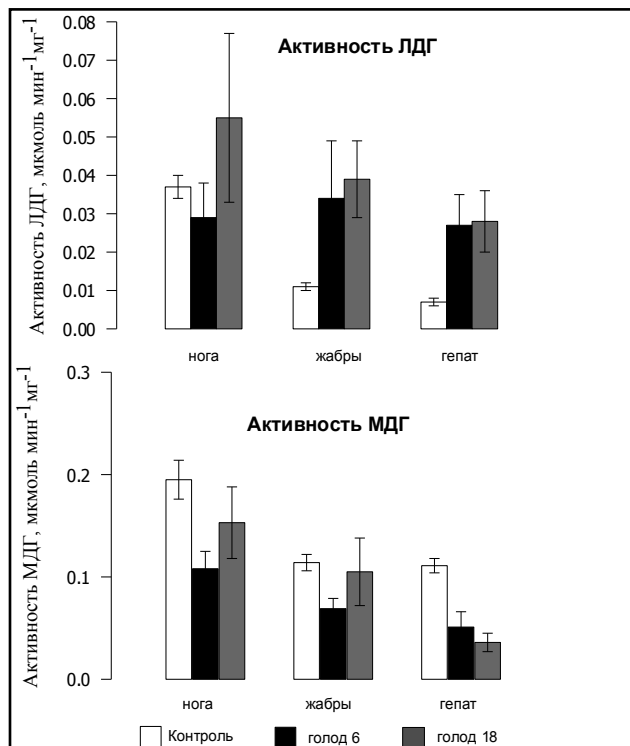 Активность ЛДГ
Активность ЛДГ, мкмоль мин⁻¹мг⁻¹
0.08
0.07
0.06
0.05
0.04
0.03
0.02
0.01
0.00
нога жабры гепат
Активность МДГ
Активность МДГ, мкмоль мин⁻¹мг⁻¹
0.3
0.2
0.1
0.0
нога жабры гепат
Контроль голод 6 голод 18